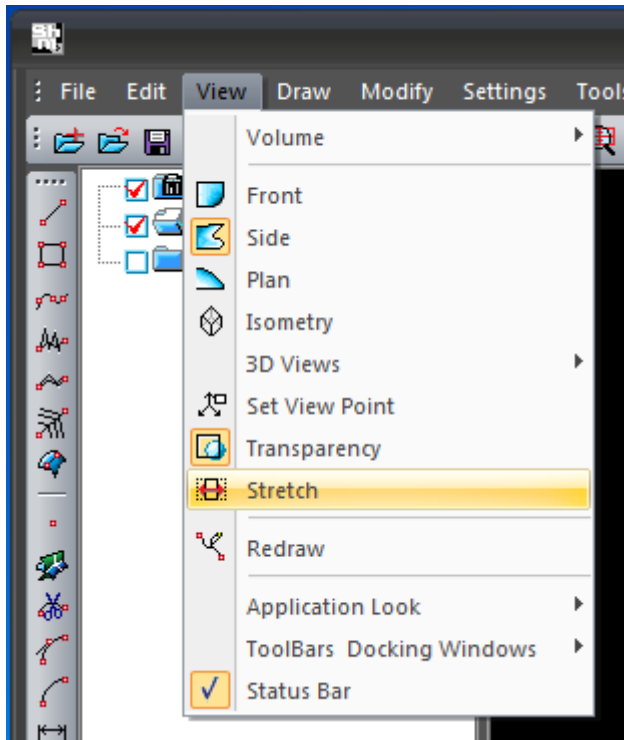 File Edit View Draw Modify Settings Tools
Volume
Front
Side
Plan
Isometry
3D Views
Set View Point
Transparency
Stretch
Redraw
Application Look
ToolBars Docking Windows
Status Bar